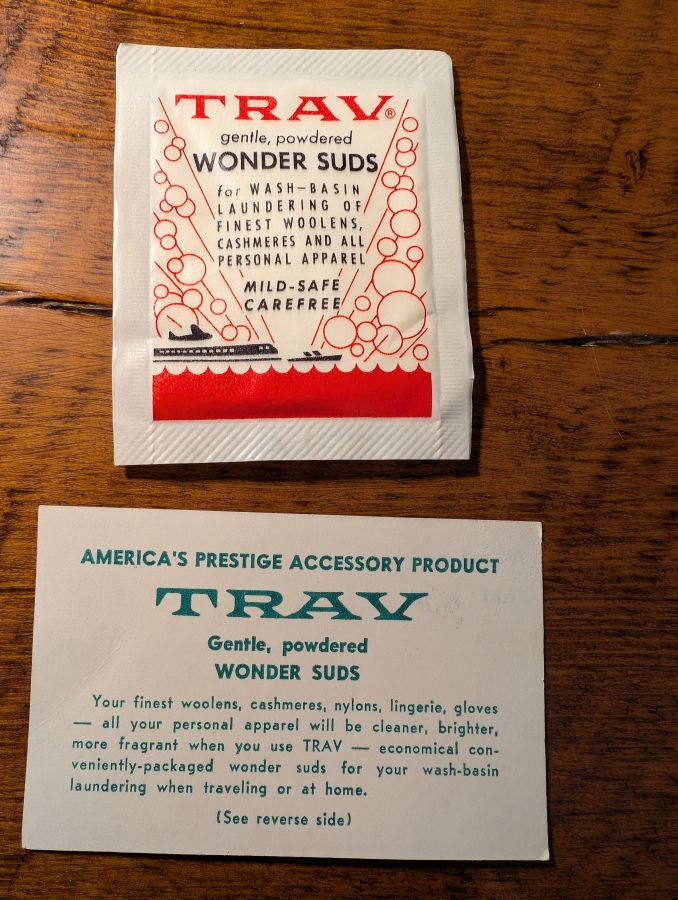 TRAV®
gentle, powdered
WONDER SUDS
for WASH-BASIN
LAUNDERING OF
FINEST WOOLENS,
CASHMERES AND ALL
PERSONAL APPAREL
MILD-SAFE
CAREFREE
AMERICA'S PRESTIGE ACCESSORY PRODUCT
TRAV
Gentle, powdered
WONDER SUDS
Your finest woolens, cashmeres, nylons, lingerie, gloves
— all your personal apparel will be cleaner, brighter,
more fragrant when you use TRAV — economical con-
veniently-packaged wonder suds for your wash-basin
laundering when traveling or at home.
(See reverse side)